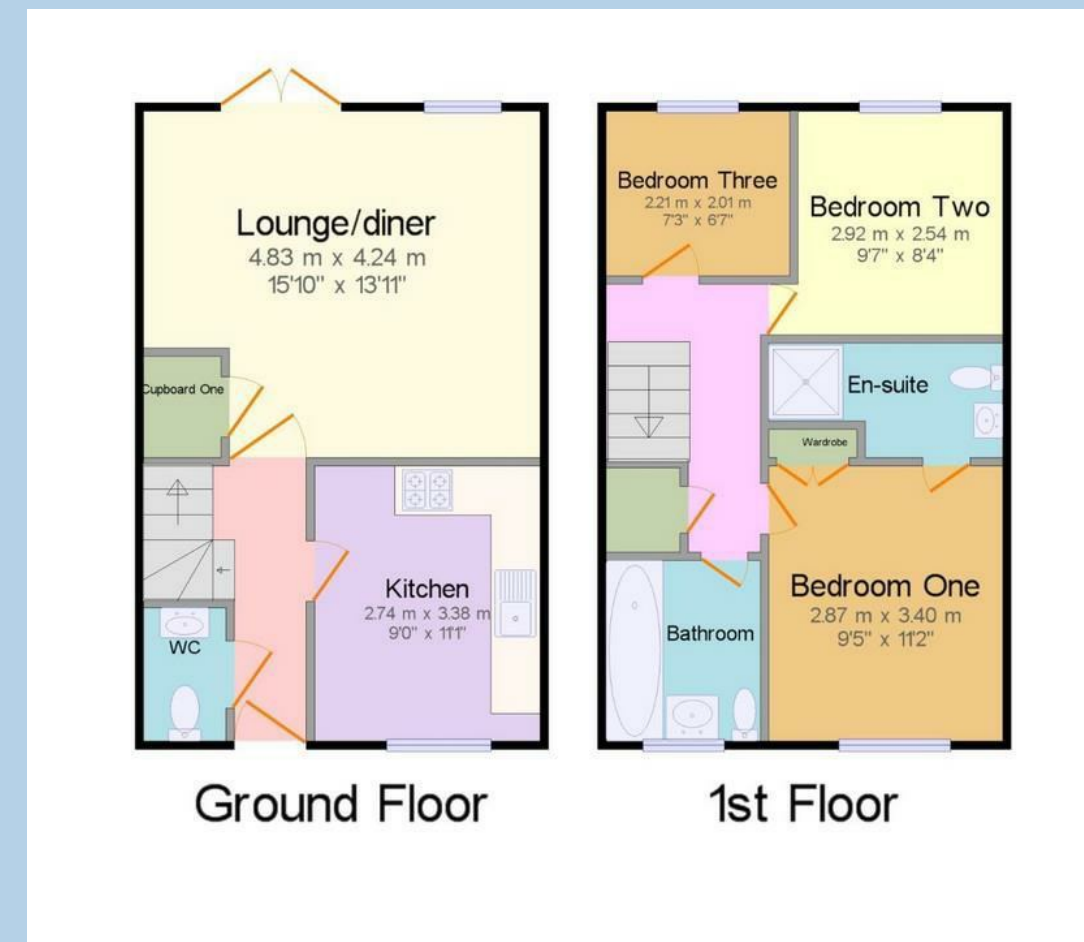 Lounge/diner
4.83 m x 4.24 m
15'10" x 13'11"
Cupboard One
Kitchen
2.74 m x 3.38 m
9'0" x 11'1"
WC
Ground Floor
Bedroom Three
2.21 m x 2.01 m
7'3" x 6'7"
Bedroom Two
2.92 m x 2.54 m
9'7" x 8'4"
En-suite
Wardrobe
Bedroom One
2.87 m x 3.40 m
9'5" x 11'2"
Bathroom
1st Floor